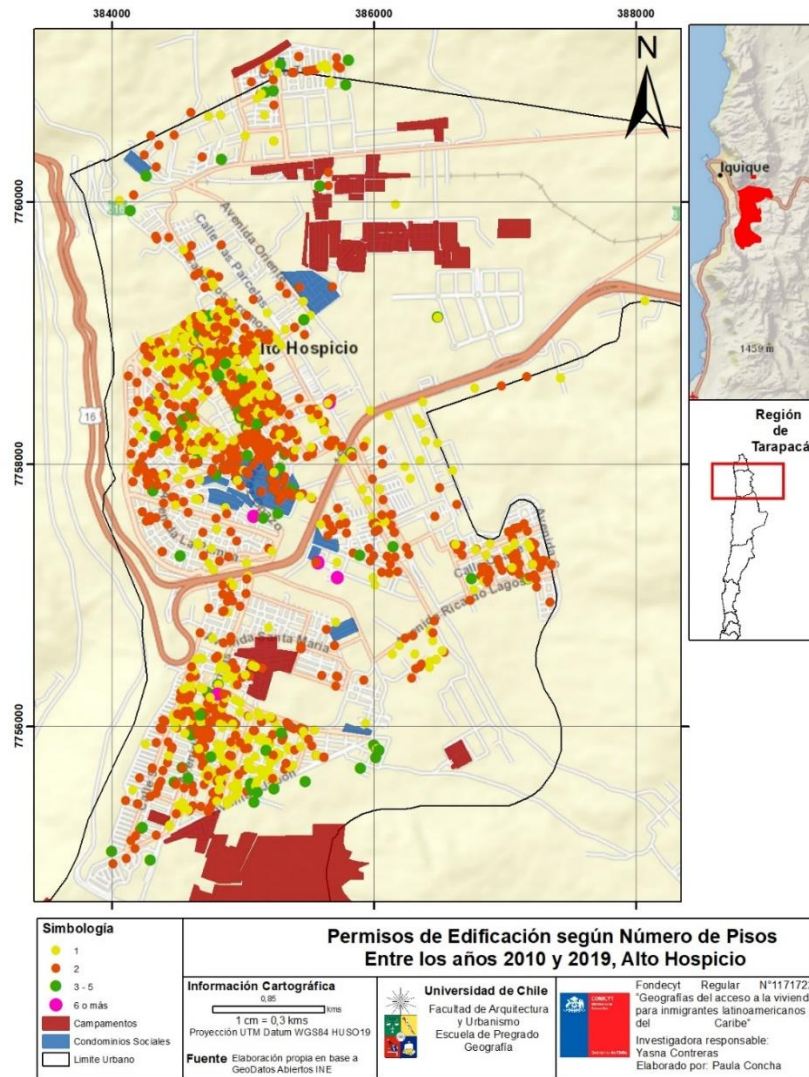 384000
386000
388000
7760000
7758000
7756000
N
Calle Las Parcelas
Avenida Oriente
Alto Hospicio
16
Calle
Avenida
Avenida Ricardo Lagos
Avenida Santa María
Iquique
1459 m
Región
de
Tarapacá
Simbología
1
2
3 - 5
6 o más
Campamentos
Condominios Sociales
Limite Urbano
Permisos de Edificación según Número de Pisos
Entre los años 2010 y 2019, Alto Hospicio
Información Cartográfica
0,85
kms
1 cm = 0,3 kms
Proyección UTM Datum WGS84 HUSO19
Fuente Elaboración propia en base a
GeoDatos Abiertos INE
Universidad de Chile
Facultad de Arquitectura
y Urbanismo
Escuela de Pregrado
Geografía
CONICYT
Fondecyt Regular N°117172
"Geografías del acceso a la viviend
para inmigrantes latinoamericanos
del Caribe"
Investigadora responsable:
Yasna Contreras
Elaborado por: Paula Concha